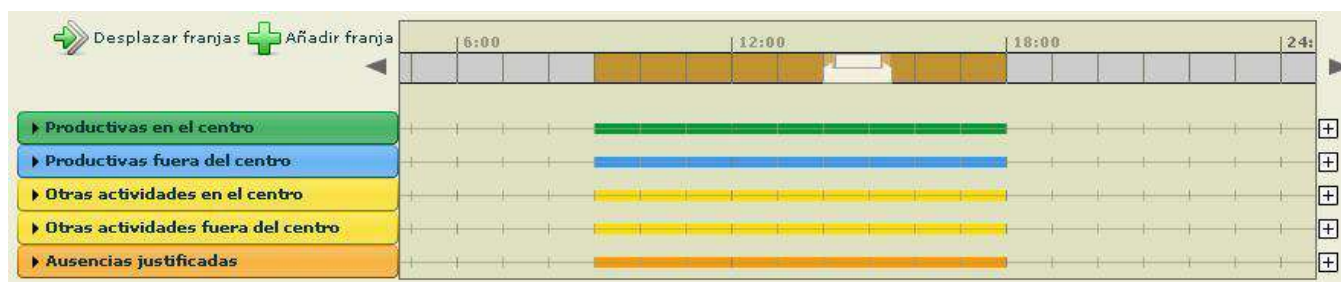 Desplazar franjas Añadir franja
6:00 12:00 18:00 24:
Productivas en el centro
Productivas fuera del centro
Otras actividades en el centro
Otras actividades fuera del centro
Ausencias justificadas